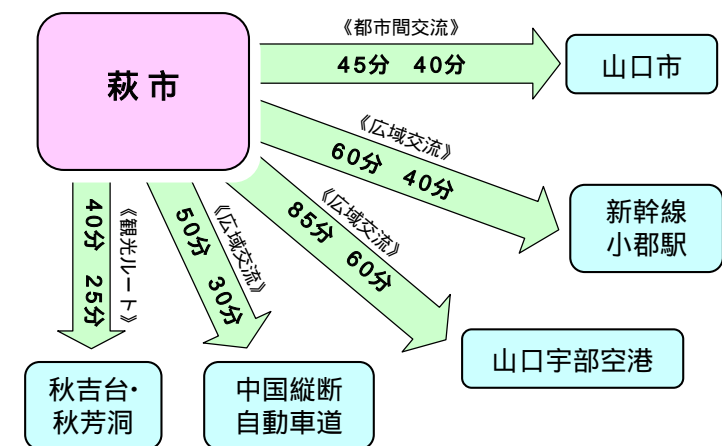 萩市
《都市間交流》
45分 40分
山口市
《広域交流》
60分 40分
新幹線
小郡駅
《広域交流》
85分 60分
山口宇部空港
《広域交流》
50分 30分
中国縦断
自動車道
《観光ルート》
40分 25分
秋吉台・
秋芳洞